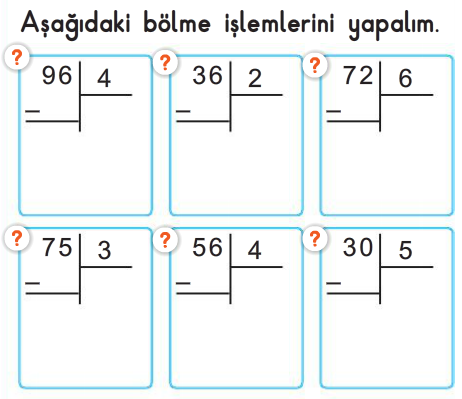 Aşağıdaki bölme işlemlerini yapalım.
? 96 4 ? 36 2 ? 72 6
? 75 3 ? 56 4 ? 30 5